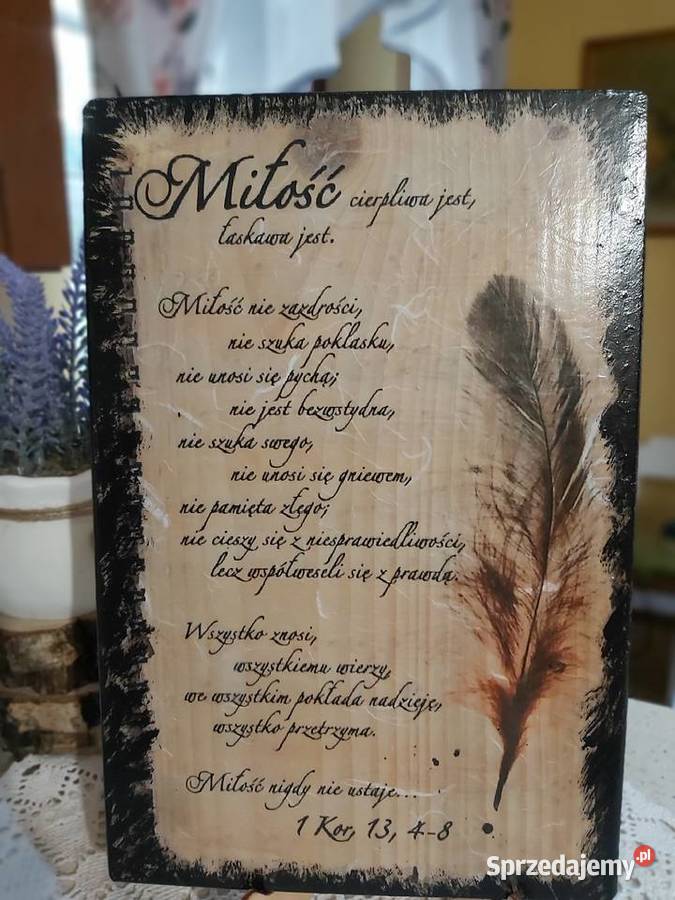 Miłość cierpliwa jest,
łaskawa jest.
Miłość nie zazdrości,
nie szuka poklasku,
nie unosi się pychą;
nie jest bezwstydna,
nie szuka swego,
nie unosi się gniewem,
nie pamięta złego;
nie cieszy się z niesprawiedliwości,
lecz współweseli się z prawdą.
Wszystko znosi,
wszystkiemu wierzy,
we wszystkim pokłada nadzieję,
wszystko przetrzyma.
Miłość nigdy nie ustaje...
1 Kor, 13, 4-8
Sprzedajemy.pl